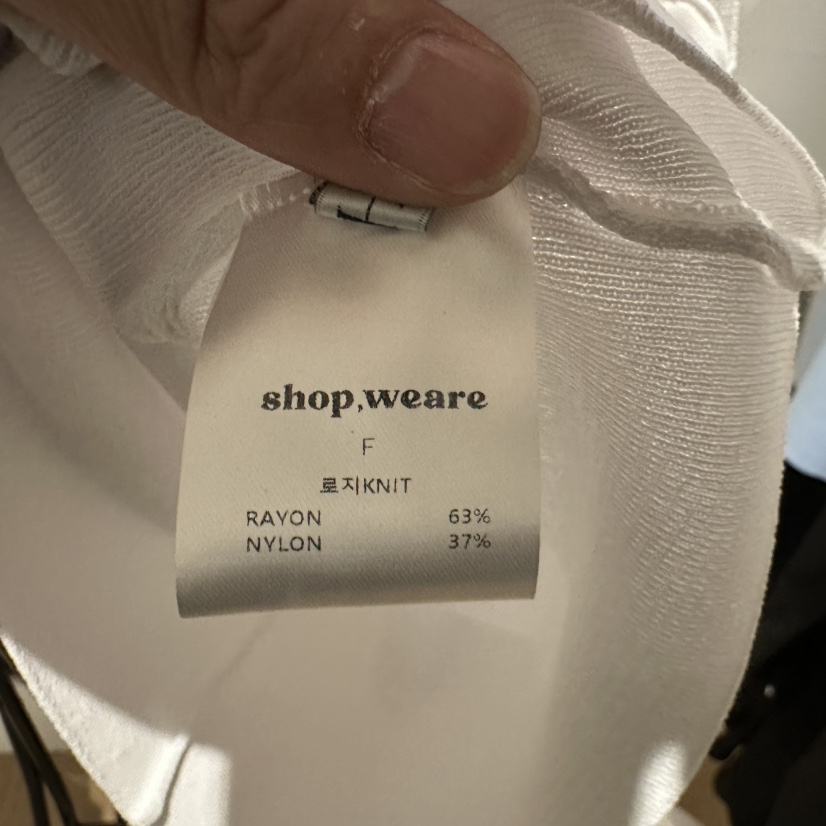 shop,weare
F
로지KNIT
RAYON 63%
NYLON 37%